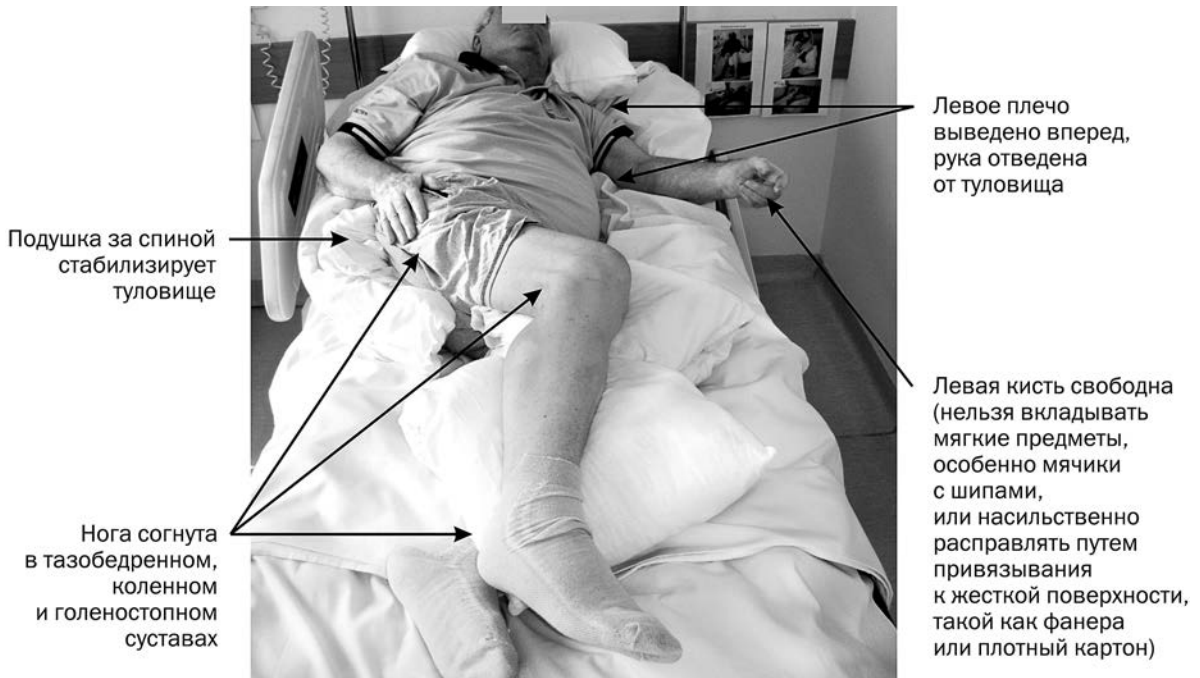 Левое плечо
выведено вперед,
рука отведена
от туловища
Подушка за спиной
стабилизирует
туловище
Левая кисть свободна
(нельзя вкладывать
мягкие предметы,
особенно мячики
с шипами,
или насильственно
расправлять путем
привязывания
к жесткой поверхности,
такой как фанера
или плотный картон)
Нога согнута
в тазобедренном,
коленном
и голеностопном
суставах